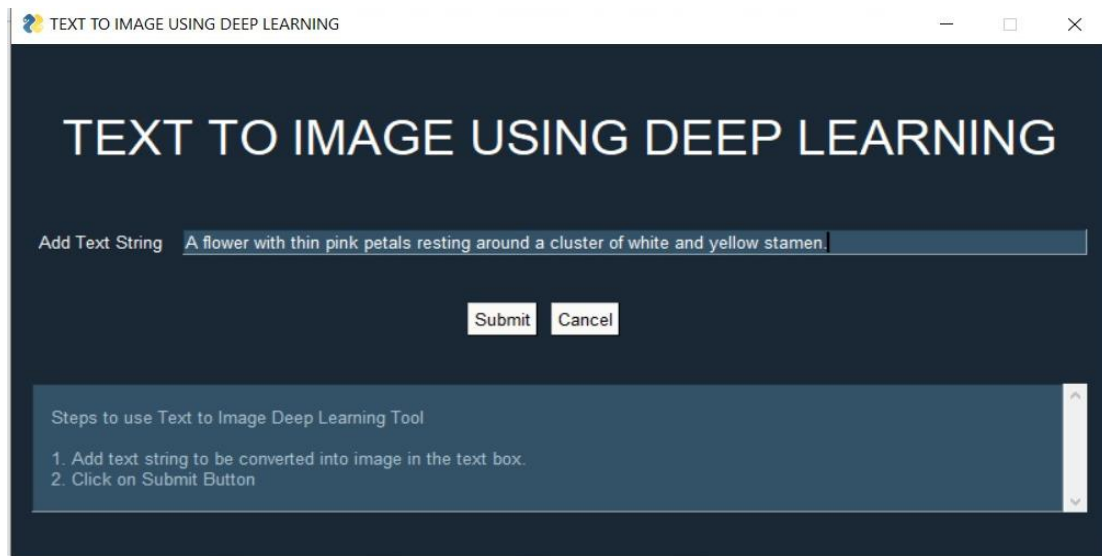 TEXT TO IMAGE USING DEEP LEARNING
TEXT TO IMAGE USING DEEP LEARNING
Add Text String A flower with thin pink petals resting around a cluster of white and yellow stamen.
Submit Cancel
Steps to use Text to Image Deep Learning Tool
1. Add text string to be converted into image in the text box.
2. Click on Submit Button